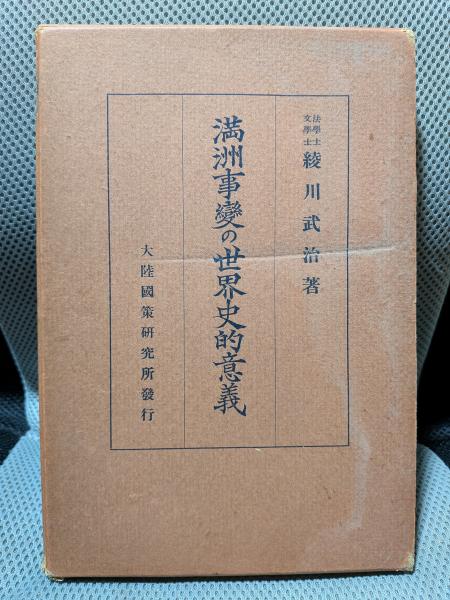 法學士
文學士
綾川武治著
満洲事變の世界史的意義
大陸國策研究所發行